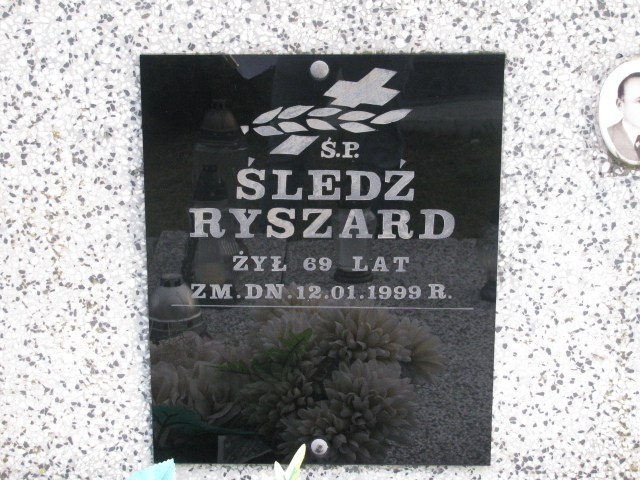 Ś.P.
ŚLEDŹ
RYSZARD
ŻYŁ 69 LAT
ZM.DN.12.01.1999 R.